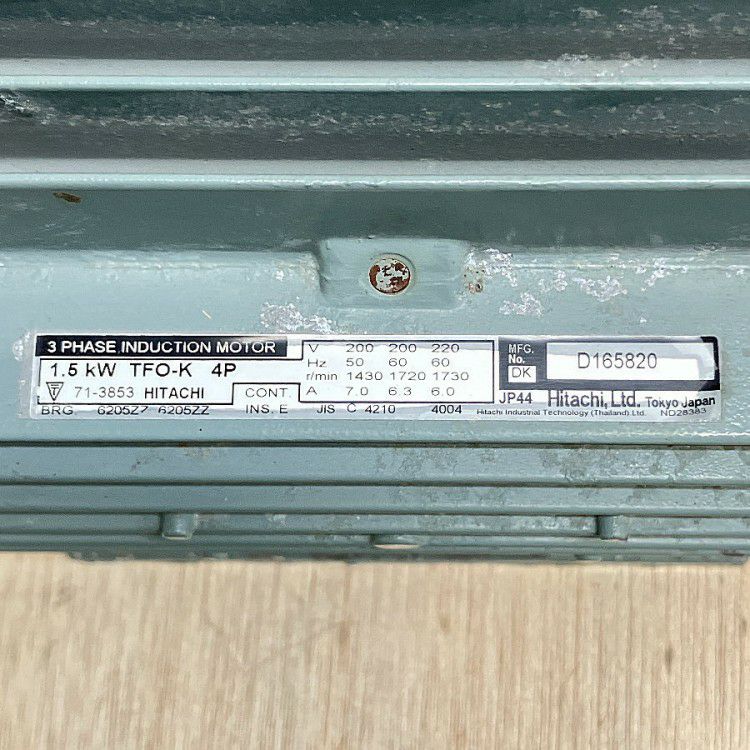 3 PHASE INDUCTION MOTOR
1.5 kW TFO-K 4P
71-3853 HITACHI
CONT.
BRG 6205Z7 6205ZZ INS. E JIS C 4210 4004
V 200 200 220
Hz 50 60 60
r/min 1430 1720 1730
A 7.0 6.3 6.0
MFG. No. DK D165820
JP44 Hitachi, Ltd. Tokyo Japan
Hitachi Industrial Technology (Thailand) Ltd. ND28383